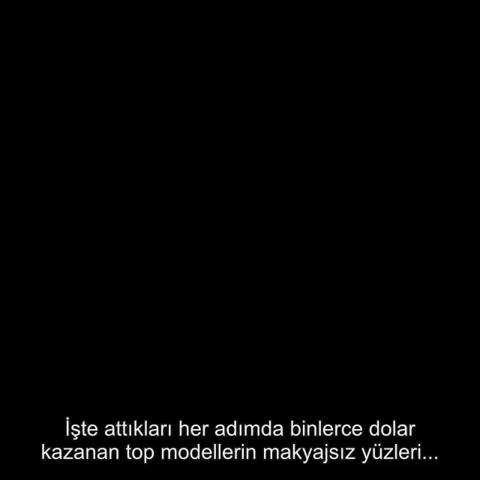 İşte attıkları her adımda binlerce dolar
kazanan top modellerin makyajsız yüzleri...